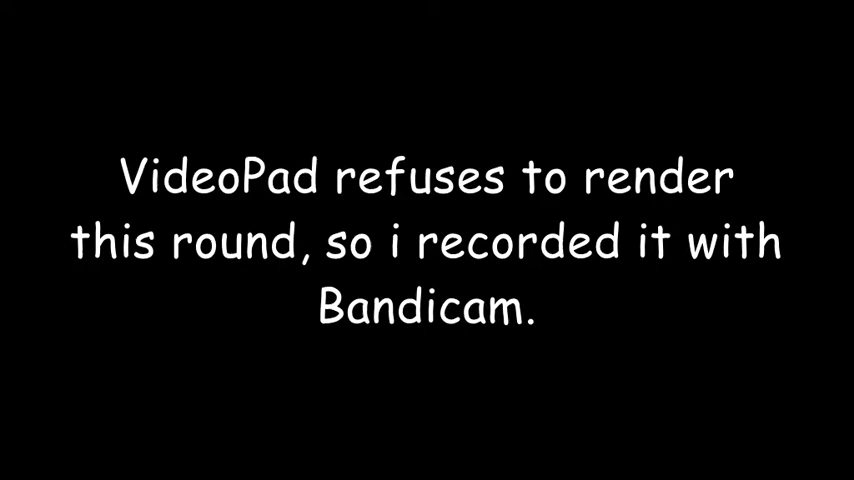 VideoPad refuses to render
this round, so i recorded it with
Bandicam.